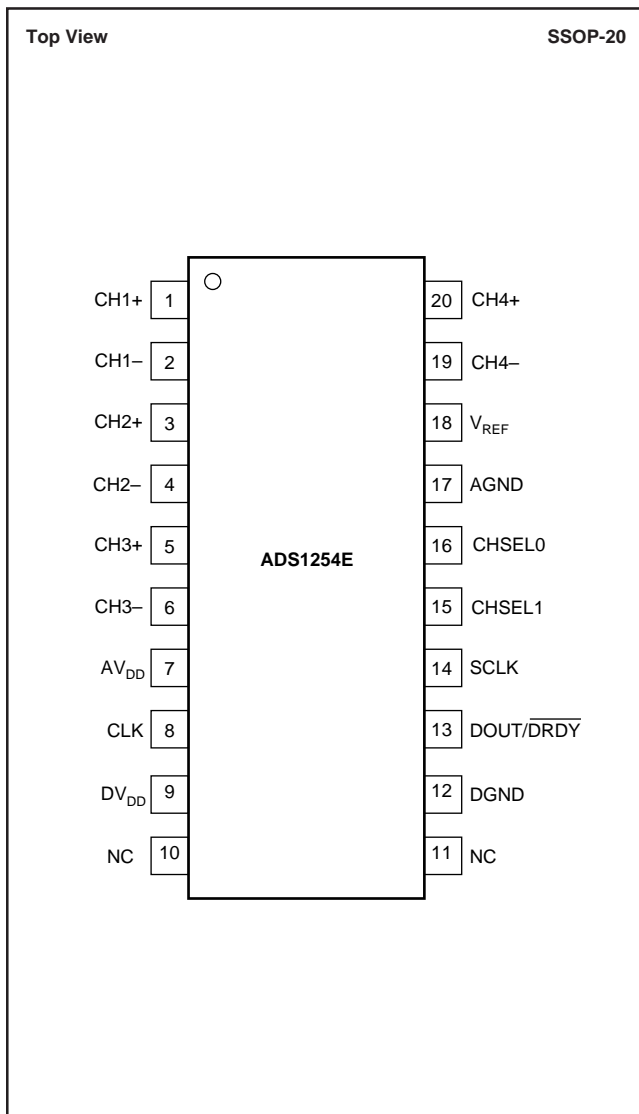 Top View SSOP-20
CH1+ 1 20 CH4+
CH1– 2 19 CH4–
CH2+ 3 18 VREF
CH2– 4 17 AGND
CH3+ 5 ADS1254E 16 CHSEL0
CH3– 6 15 CHSEL1
AVDD 7 14 SCLK
CLK 8 13 DOUT/DRDY
DVDD 9 12 DGND
NC 10 11 NC